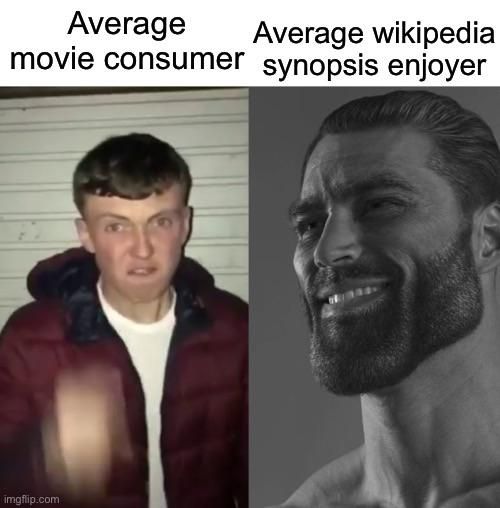 Average
movie consumer
Average wikipedia
synopsis enjoyer
imgflip.com